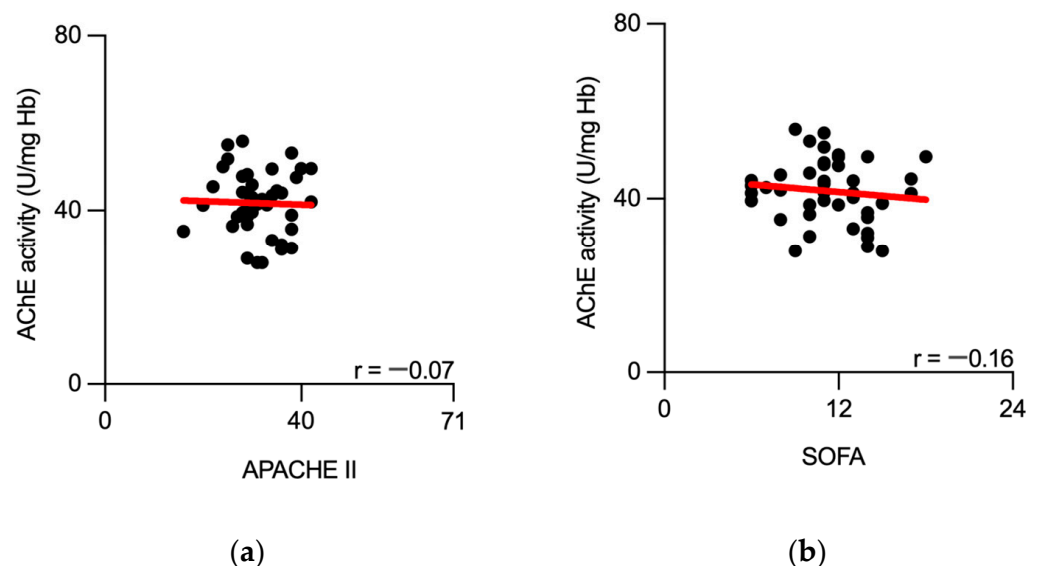 80
40
0
AChE activity (U/mg Hb)
r = −0.07
0 40 71
APACHE II
(a)
80
40
0
AChE activity (U/mg Hb)
r = −0.16
0 12 24
SOFA
(b)